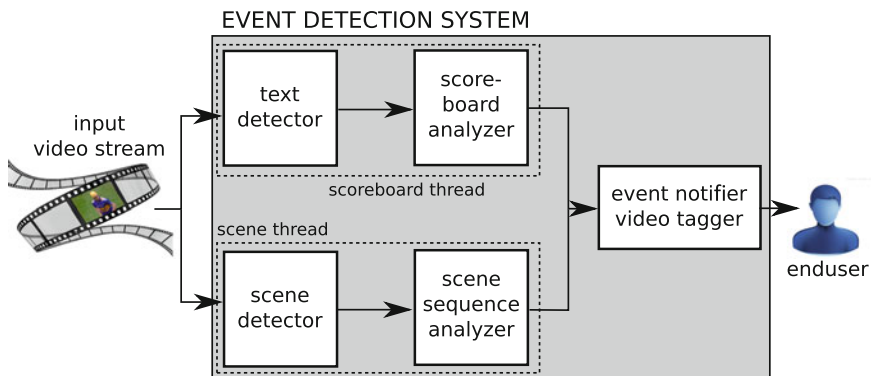 EVENT DETECTION SYSTEM
input
video stream
text
detector
score-
board
analyzer
scoreboard thread
scene thread
scene
detector
scene
sequence
analyzer
event notifier
video tagger
enduser